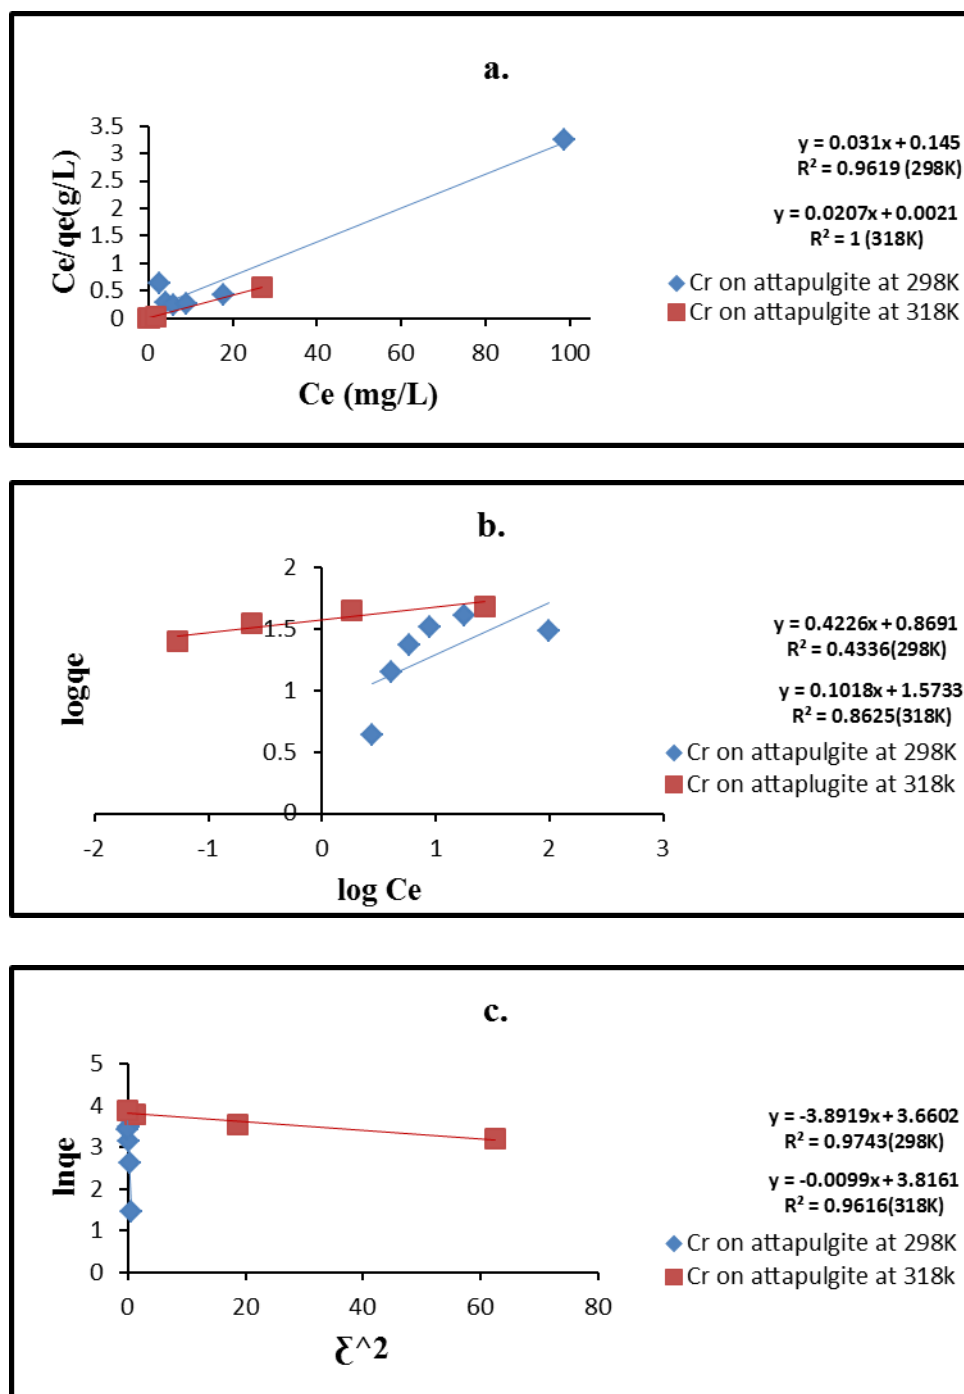 a.
3.5
3
2.5
2
1.5
1
0.5
0
Ce/qe(g/L)
0 20 40 60 80 100
Ce (mg/L)
y = 0.031x + 0.145
R² = 0.9619 (298K)
y = 0.0207x + 0.0021
R² = 1 (318K)
Cr on attapulgite at 298K
Cr on attapulgite at 318K
b.
2
1.5
1
0.5
0
logqe
-2 -1 0 1 2 3
log Ce
y = 0.4226x + 0.8691
R² = 0.4336(298K)
y = 0.1018x + 1.5733
R² = 0.8625(318K)
Cr on attapulgite at 298K
Cr on attaplugite at 318k
c.
5
4
3
2
1
0
lnqe
0 20 40 60 80
Ƹ^2
y = -3.8919x + 3.6602
R² = 0.9743(298K)
y = -0.0099x + 3.8161
R² = 0.9616(318K)
Cr on attapulgite at 298K
Cr on attapulgite at 318k